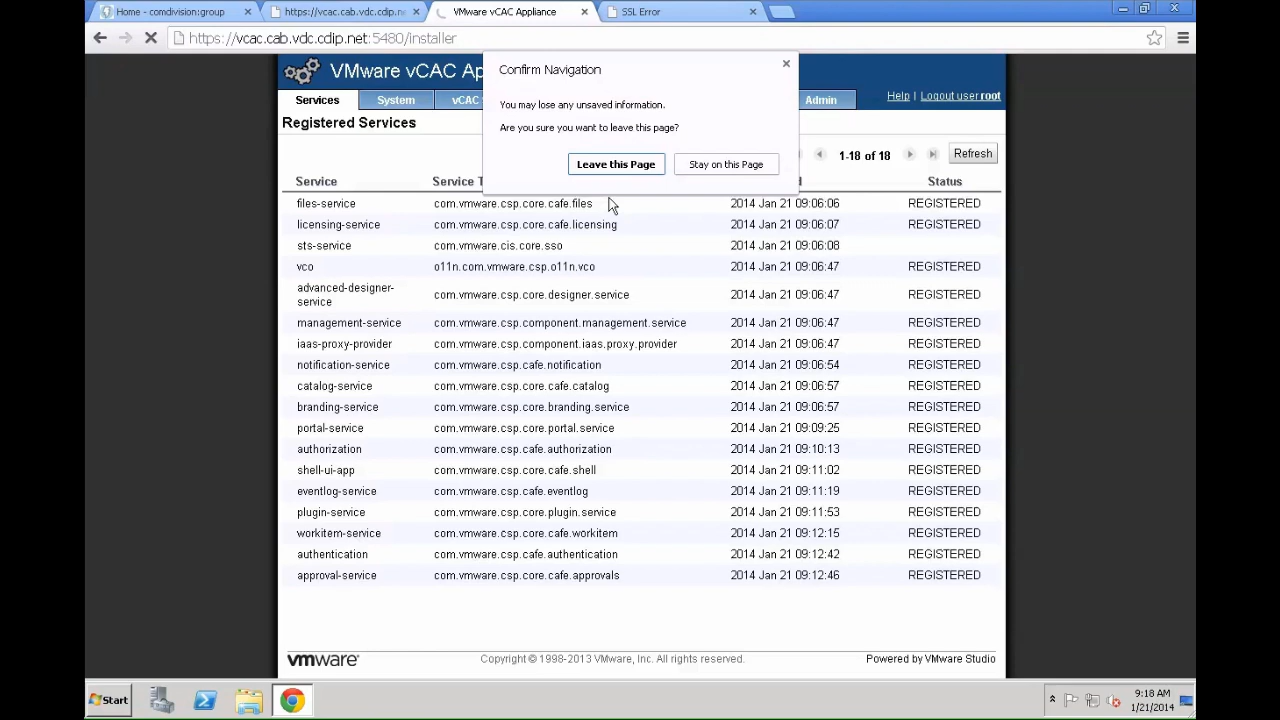 Home - comdivision:group
https://vcac.cab.vdc.cdip.net
VMware vCAC Appliance
SSL Error
https://vcac.cab.vdc.cdip.net:5480/installer
VMware vCAC Ap
Confirm Navigation
You may lose any unsaved information.
Are you sure you want to leave this page?
Leave this Page
Stay on this Page
Services
System
vCAC
Admin
Help | Logout user root
Registered Services
1-18 of 18
Refresh
Service Service T d Status
files-service com.vmware.csp.core.cafe.files 2014 Jan 21 09:06:06 REGISTERED
licensing-service com.vmware.csp.core.cafe.licensing 2014 Jan 21 09:06:07 REGISTERED
sts-service com.vmware.cis.core.sso 2014 Jan 21 09:06:08
vco o11n.com.vmware.csp.o11n.vco 2014 Jan 21 09:06:47 REGISTERED
advanced-designer-
service com.vmware.csp.core.designer.service 2014 Jan 21 09:06:47 REGISTERED
management-service com.vmware.csp.component.management.service 2014 Jan 21 09:06:47 REGISTERED
iaas-proxy-provider com.vmware.csp.component.iaas.proxy.provider 2014 Jan 21 09:06:47 REGISTERED
notification-service com.vmware.csp.core.cafe.notification 2014 Jan 21 09:06:54 REGISTERED
catalog-service com.vmware.csp.core.cafe.catalog 2014 Jan 21 09:06:57 REGISTERED
branding-service com.vmware.csp.core.branding.service 2014 Jan 21 09:06:57 REGISTERED
portal-service com.vmware.csp.core.portal.service 2014 Jan 21 09:09:25 REGISTERED
authorization com.vmware.csp.cafe.authorization 2014 Jan 21 09:10:13 REGISTERED
shell-ui-app com.vmware.csp.core.cafe.shell 2014 Jan 21 09:11:02 REGISTERED
eventlog-service com.vmware.csp.cafe.eventlog 2014 Jan 21 09:11:19 REGISTERED
plugin-service com.vmware.csp.core.plugin.service 2014 Jan 21 09:11:53 REGISTERED
workitem-service com.vmware.csp.core.cafe.workitem 2014 Jan 21 09:12:15 REGISTERED
authentication com.vmware.csp.cafe.authentication 2014 Jan 21 09:12:42 REGISTERED
approval-service com.vmware.csp.core.cafe.approvals 2014 Jan 21 09:12:46 REGISTERED
vmware Copyright © 1998-2013 VMware, Inc. All rights reserved. Powered by VMware Studio
Start
9:18 AM
1/21/2014